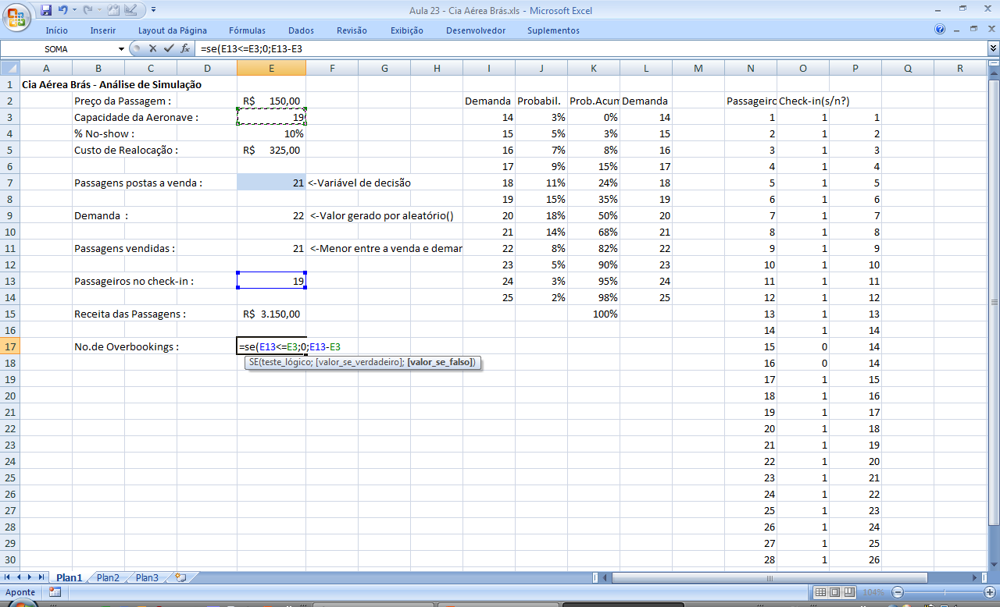 Aula 23 - Cia Aérea Brás.xls - Microsoft Excel
Início Inserir Layout da Página Fórmulas Dados Revisão Exibição Desenvolvedor Suplementos
SOMA fx =se(E13<=E3;0;E13-E3
A B C D E F G H I J K L M N O P Q R
1 Cia Aérea Brás - Análise de Simulação
2 Preço da Passagem : R$ 150,00 Demanda Probabil. Prob.Acum Demanda Passageirc Check-in(s/n?)
3 Capacidade da Aeronave : 19 14 3% 0% 14 1 1 1
4 % No-show : 10% 15 5% 3% 15 2 1 2
5 Custo de Realocação : R$ 325,00 16 7% 8% 16 3 1 3
6 17 9% 15% 17 4 1 4
7 Passagens postas a venda : 21 <-Variável de decisão 18 11% 24% 18 5 1 5
8 19 15% 35% 19 6 1 6
9 Demanda : 22 <-Valor gerado por aleatório() 20 18% 50% 20 7 1 7
10 21 14% 68% 21 8 1 8
11 Passagens vendidas : 21 <-Menor entre a venda e demar 22 8% 82% 22 9 1 9
12 23 5% 90% 23 10 1 10
13 Passageiros no check-in : 19 24 3% 95% 24 11 1 11
14 25 2% 98% 25 12 1 12
15 Receita das Passagens : R$ 3.150,00 100% 13 1 13
16 14 1 14
17 No.de Overbookings : =se(E13<=E3;0;E13-E3 15 0 14
18 SE(teste_lógico; [valor_se_verdadeiro]; [valor_se_falso]) 16 0 14
19 17 1 15
20 18 1 16
21 19 1 17
22 20 1 18
23 21 1 19
24 22 1 20
25 23 1 21
26 24 1 22
27 25 1 23
28 26 1 24
29 27 1 25
30 28 1 26
Plan1 Plan2 Plan3
Aponte 104%